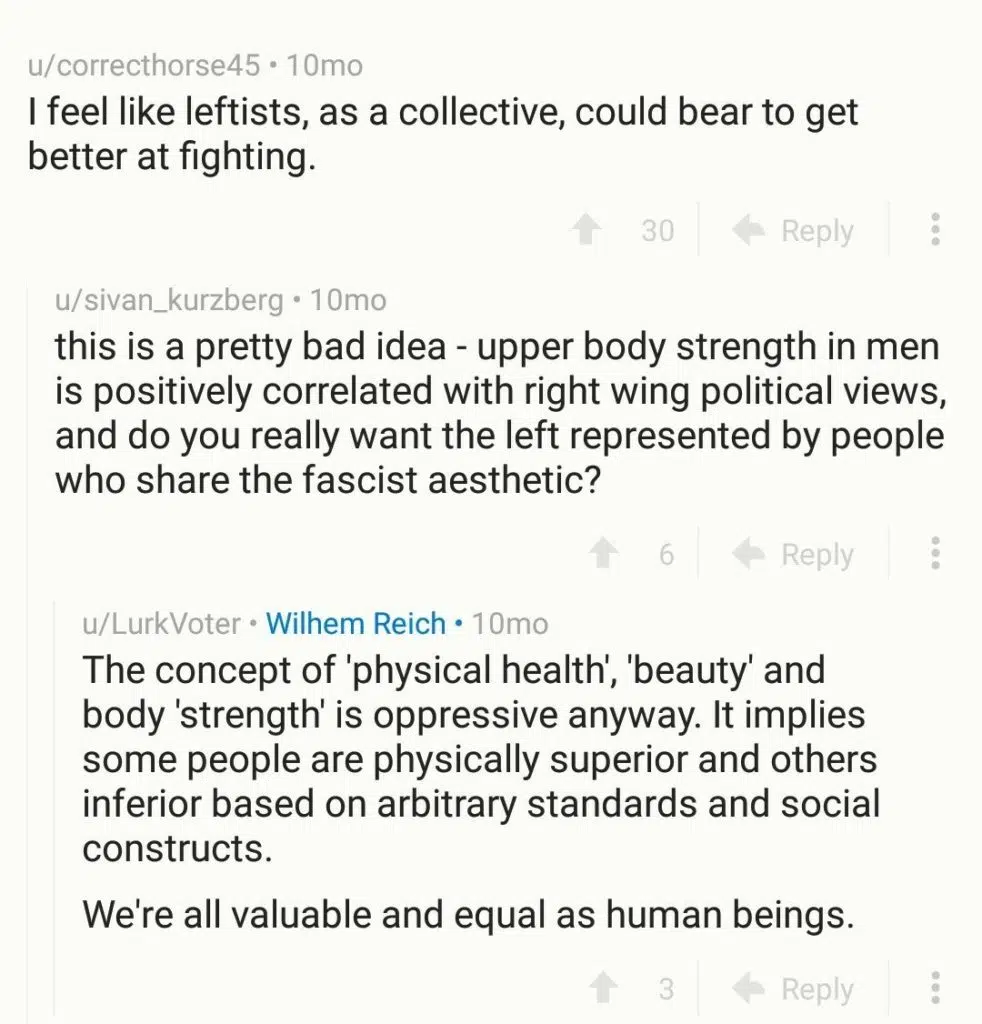 u/correcthorse45 • 10mo
I feel like leftists, as a collective, could bear to get
better at fighting.
30 Reply
u/sivan_kurzberg • 10mo
this is a pretty bad idea - upper body strength in men
is positively correlated with right wing political views,
and do you really want the left represented by people
who share the fascist aesthetic?
6 Reply
u/LurkVoter • Wilhem Reich • 10mo
The concept of 'physical health', 'beauty' and
body 'strength' is oppressive anyway. It implies
some people are physically superior and others
inferior based on arbitrary standards and social
constructs.
We're all valuable and equal as human beings.
3 Reply